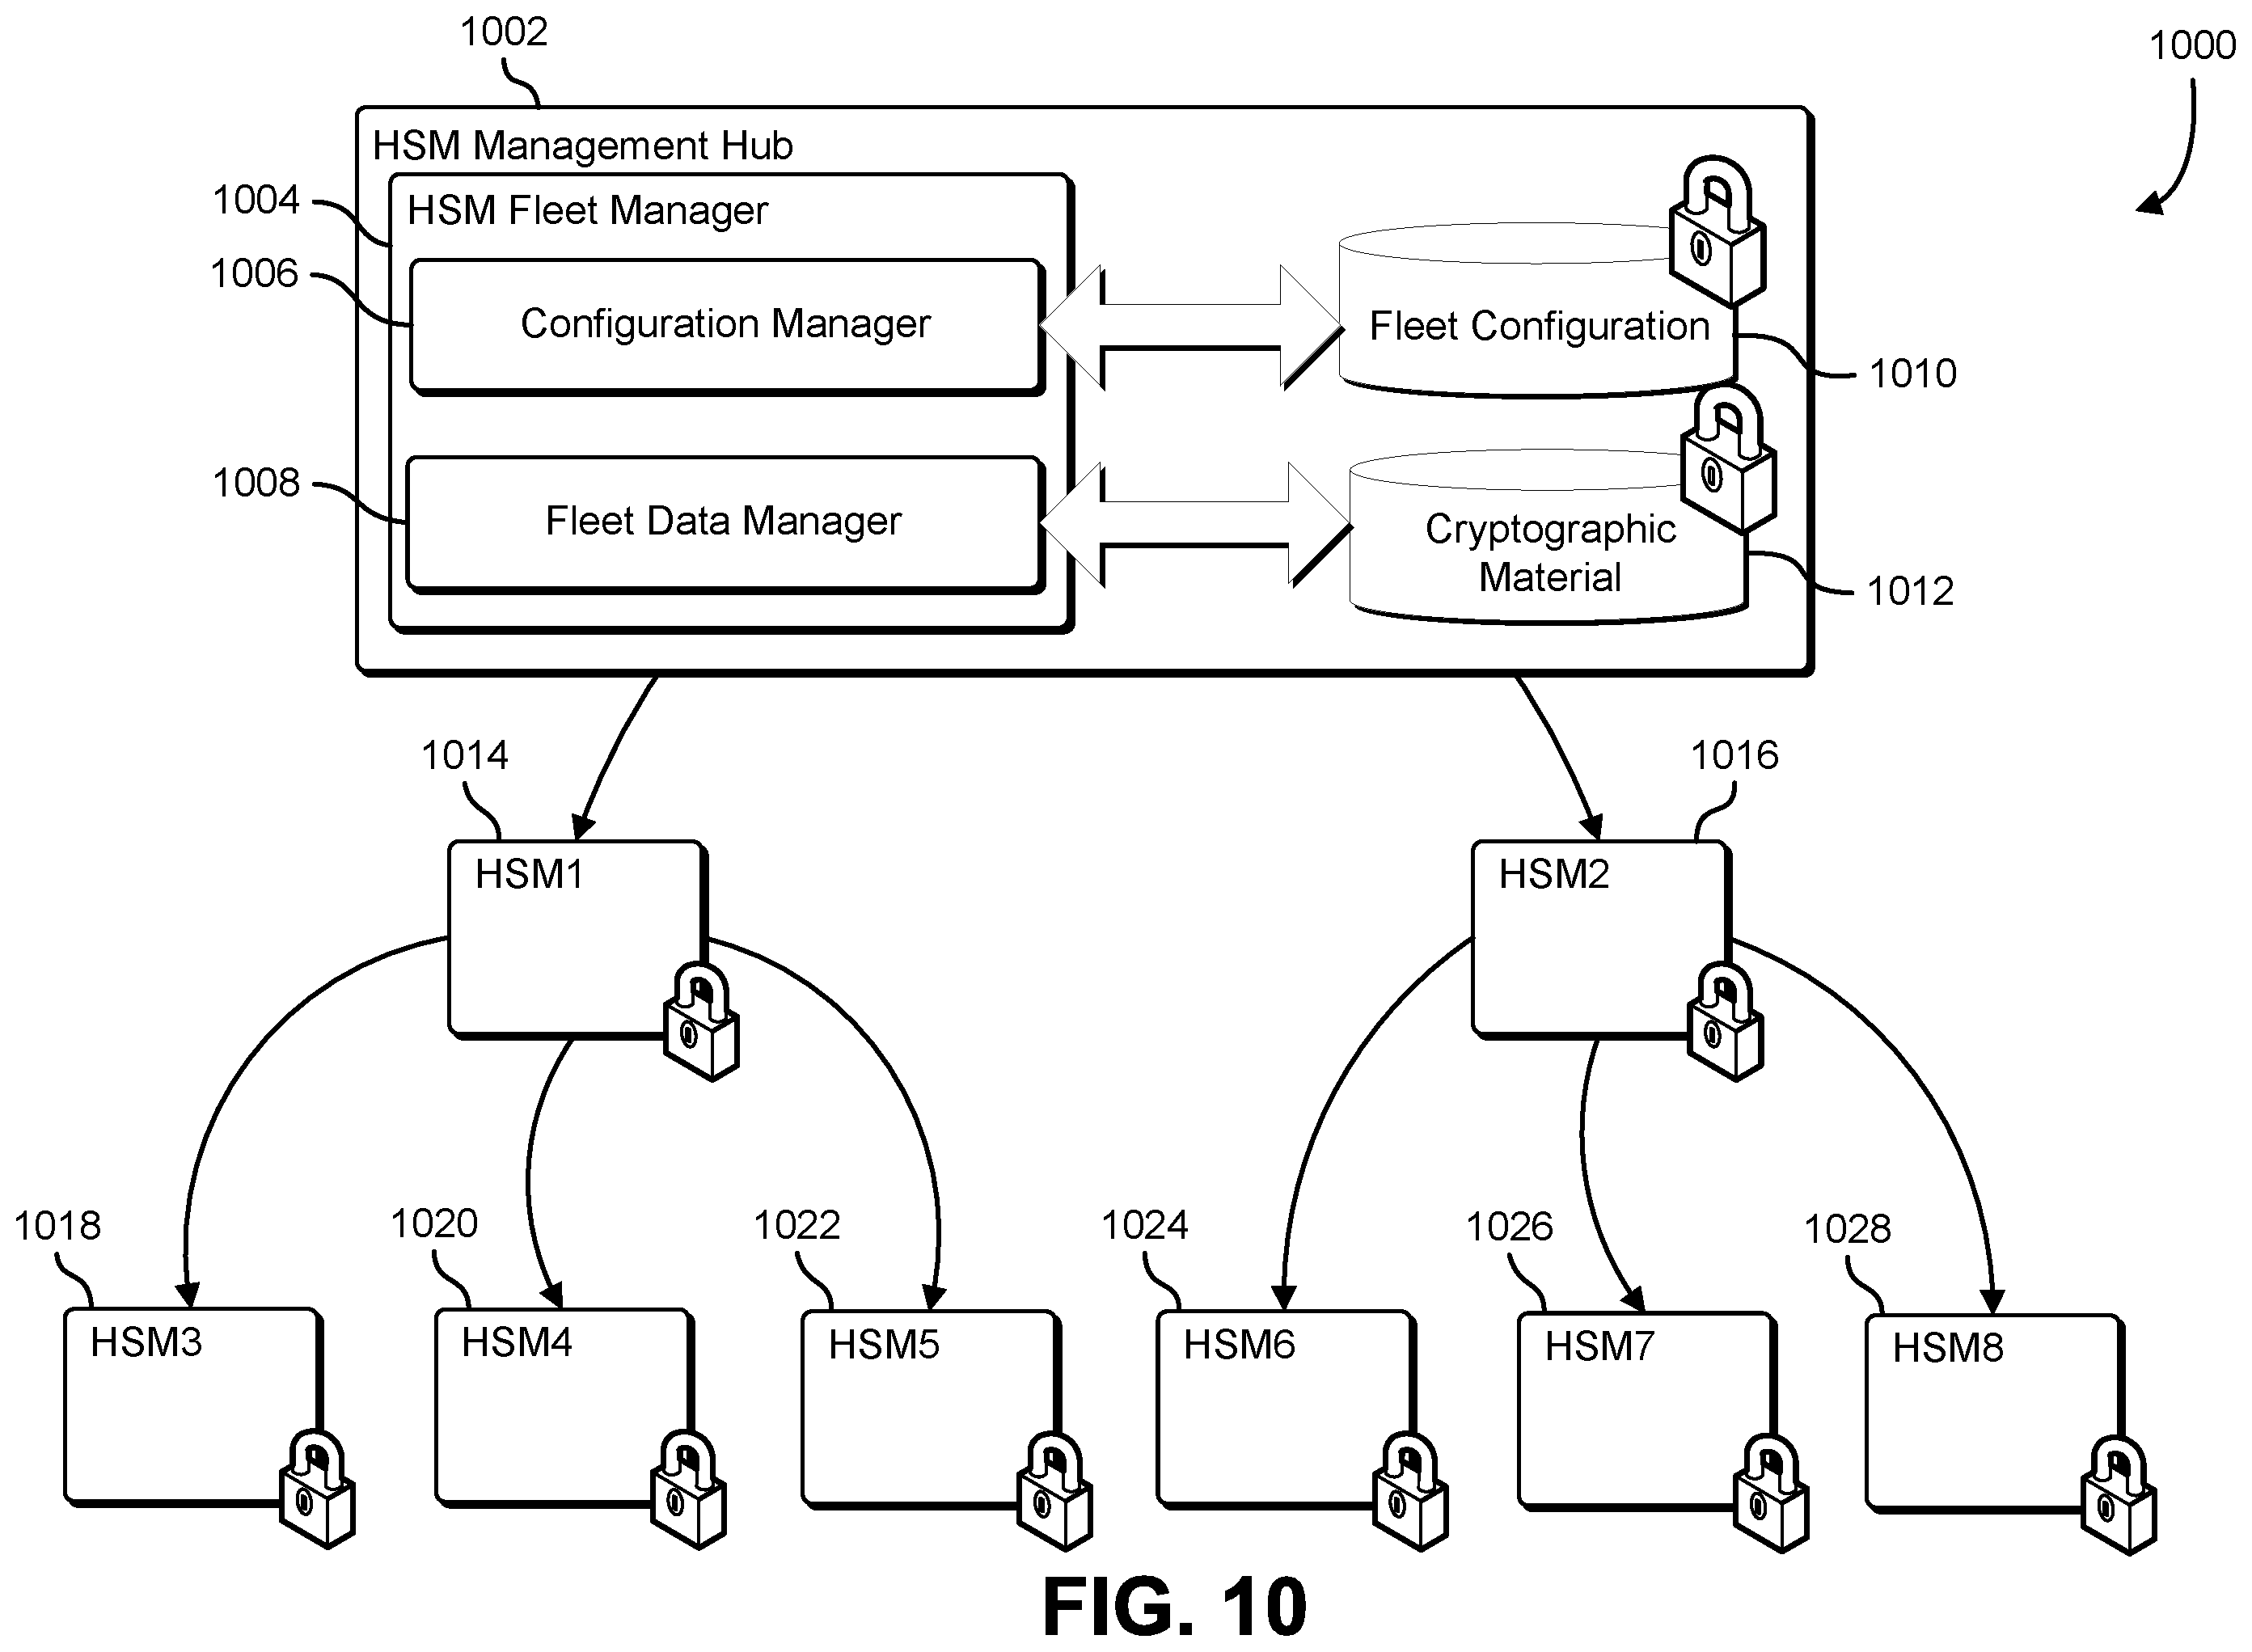 1002
1000
HSM Management Hub
1004
HSM Fleet Manager
1006
Configuration Manager
Fleet Configuration
1010
1008
Fleet Data Manager
Cryptographic
Material
1012
1014
1016
HSM1
HSM2
1018
1020
1022
1024
1026
1028
HSM3
HSM4
HSM5
HSM6
HSM7
HSM8
FIG. 10